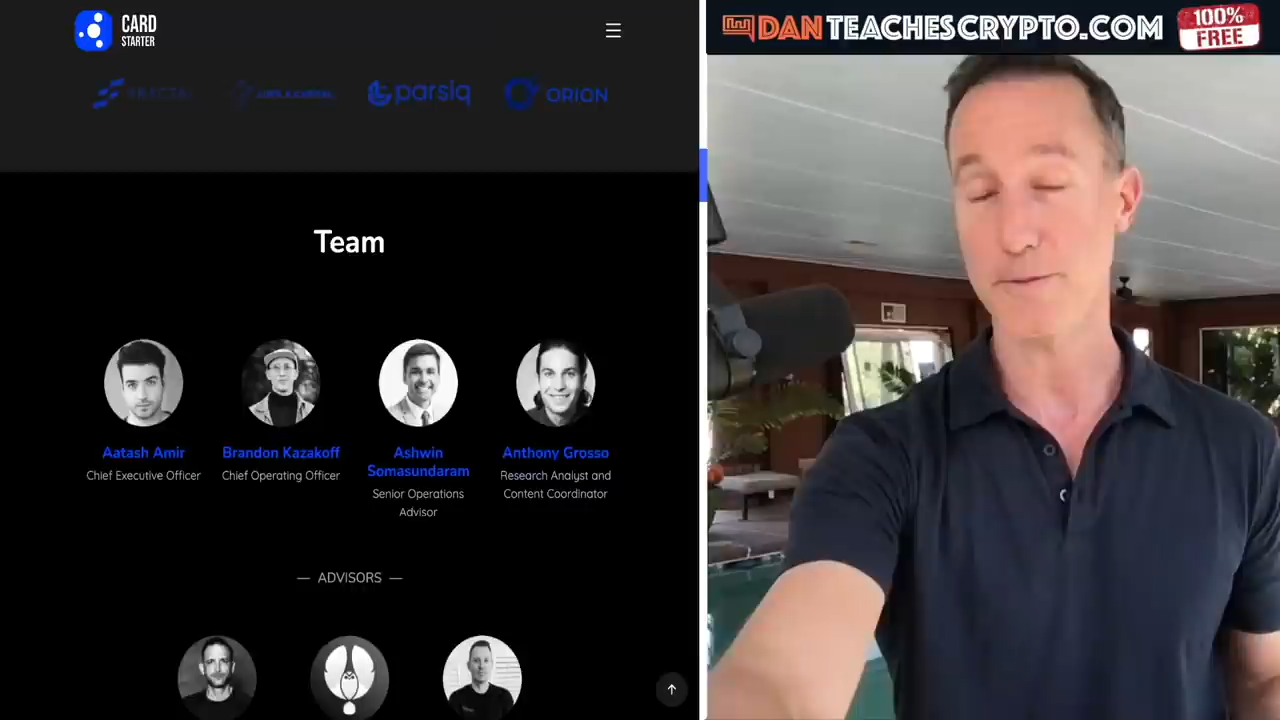 CARD
STARTER
parsiq
ORION
Team
Aatash Amir
Chief Executive Officer
Brandon Kazakoff
Chief Operating Officer
Ashwin
Somasundaram
Senior Operations
Advisor
Anthony Grosso
Research Analyst and
Content Coordinator
— ADVISORS —
DANTEACHESCRYPTO.COM
100%
FREE